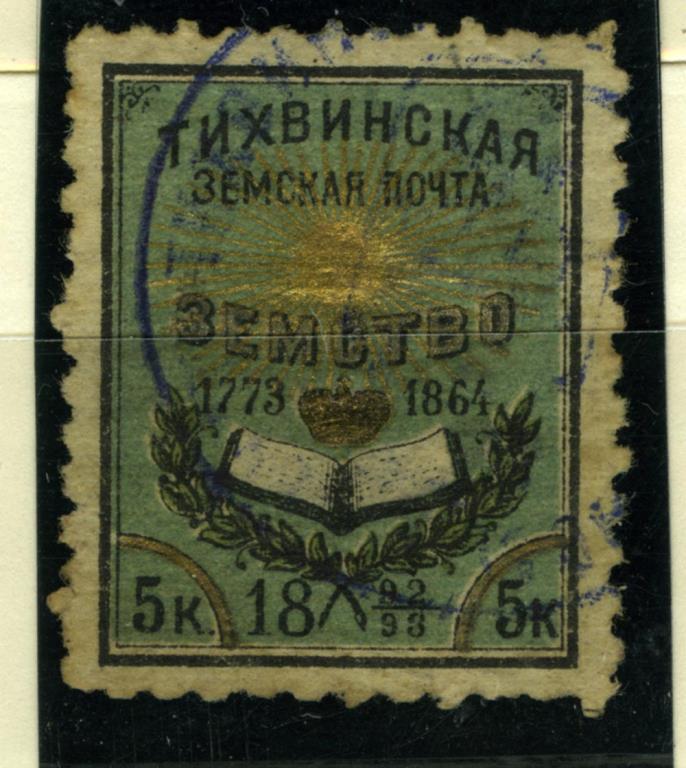 ТИХВИНСКАЯ
ЗЕМСКАЯ ПОЧТА
ЗЕМСТВО
1773 1864
5к. 18 92/93 5к